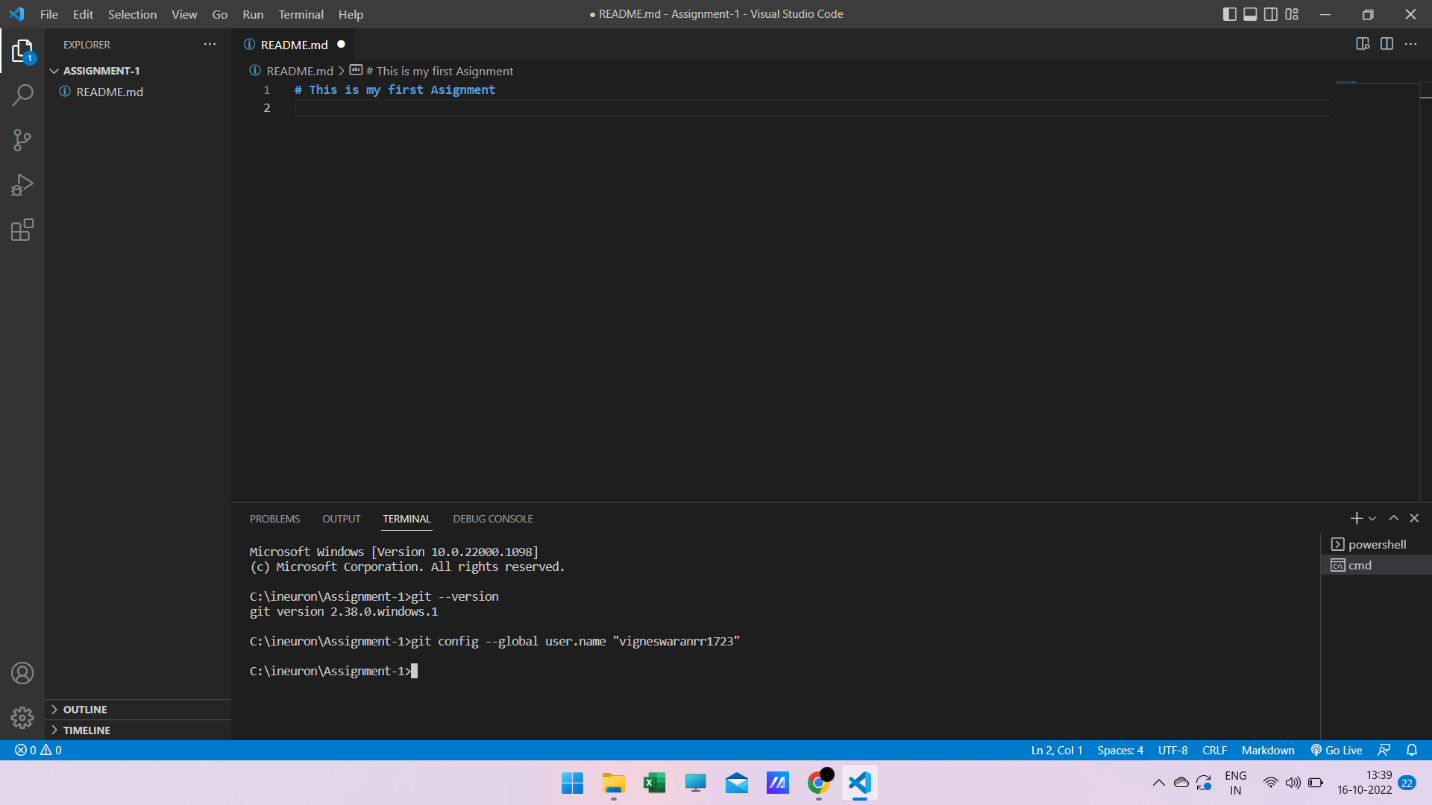 File Edit Selection View Go Run Terminal Help
● README.md - Assignment-1 - Visual Studio Code
1
EXPLORER
ASSIGNMENT-1
README.md
README.md ●
README.md > # This is my first Asignment
1 # This is my first Asignment
2
PROBLEMS OUTPUT TERMINAL DEBUG CONSOLE
Microsoft Windows [Version 10.0.22000.1098]
(c) Microsoft Corporation. All rights reserved.
C:\ineuron\Assignment-1>git --version
git version 2.38.0.windows.1
C:\ineuron\Assignment-1>git config --global user.name "vigneswaranrr1723"
C:\ineuron\Assignment-1>
powershell
cmd
OUTLINE
TIMELINE
0 0
Ln 2, Col 1 Spaces: 4 UTF-8 CRLF Markdown Go Live
ENG
IN
13:39
16-10-2022
22